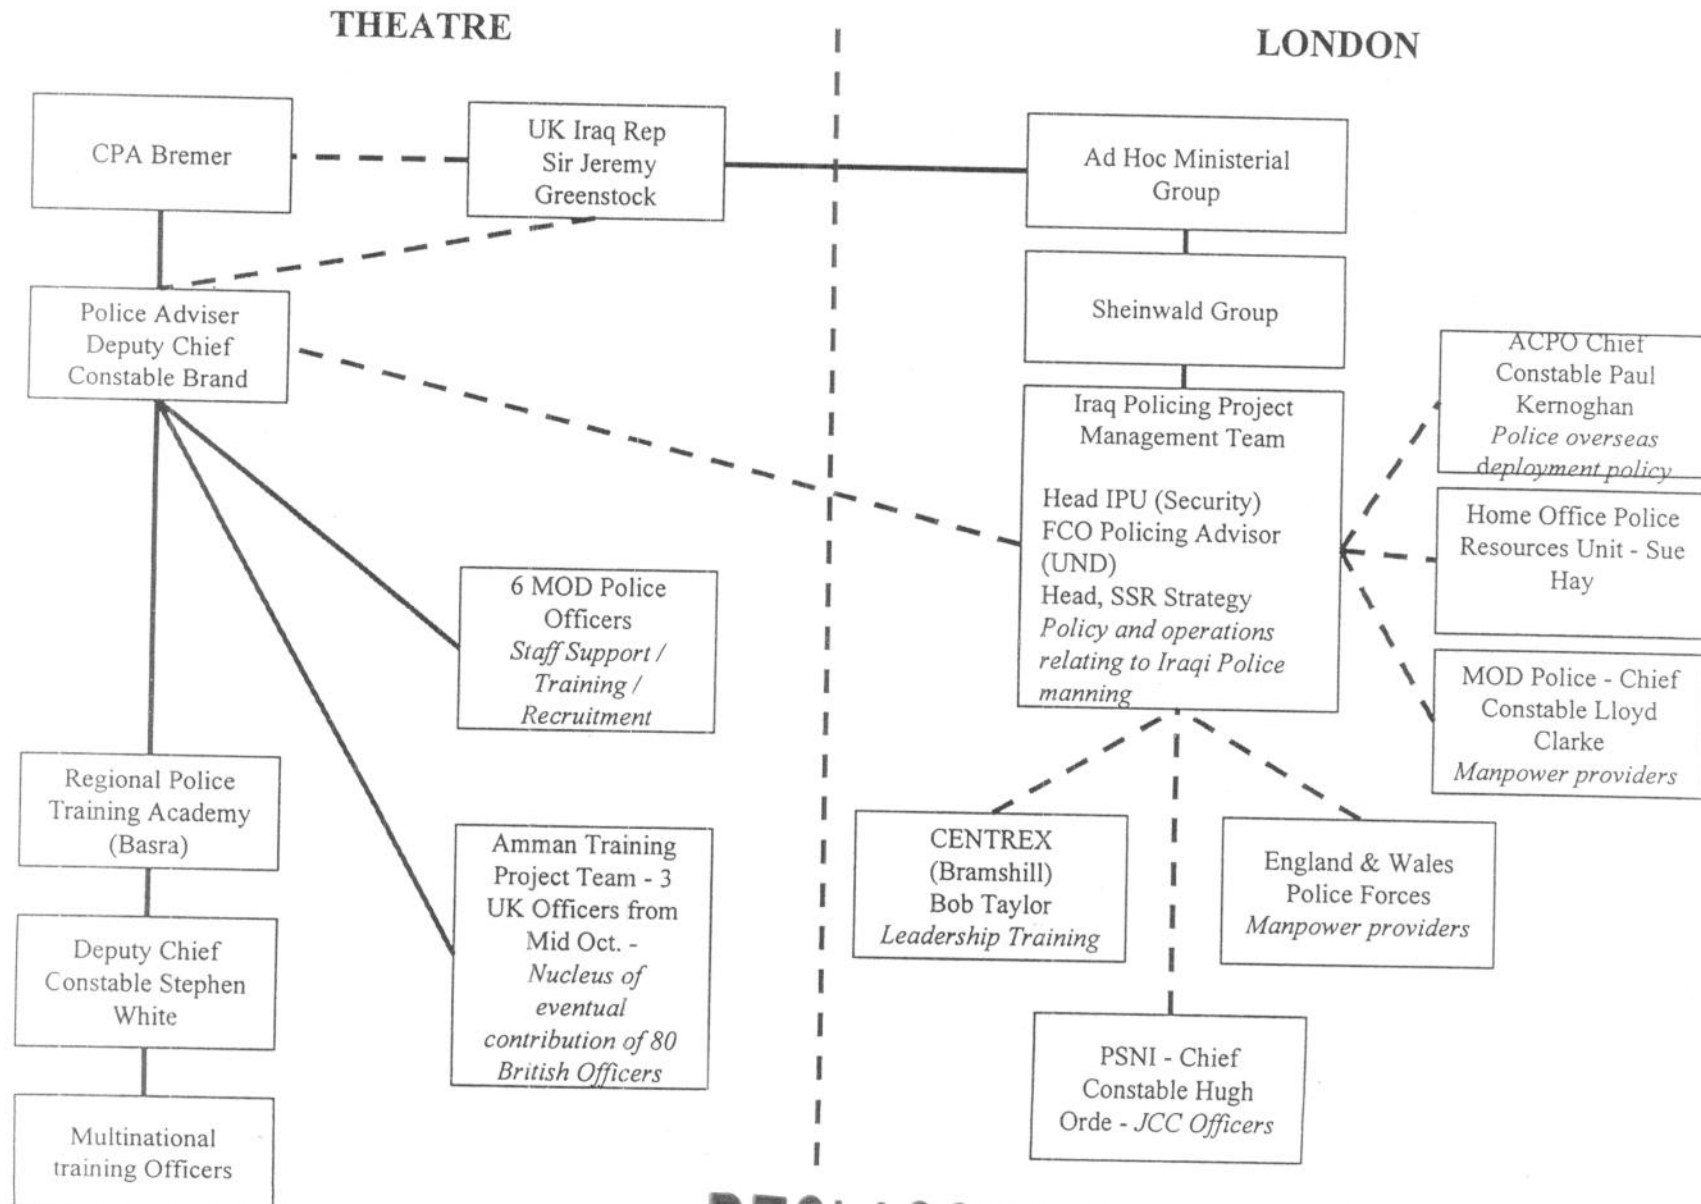 THEATRE
LONDON
CPA Bremer
UK Iraq Rep
Sir Jeremy
Greenstock
Ad Hoc Ministerial
Group
Police Adviser
Deputy Chief
Constable Brand
Sheinwald Group
ACPO Chief
Constable Paul
Kernoghan
Police overseas
deployment policy
Iraq Policing Project
Management Team
Head IPU (Security)
FCO Policing Advisor
(UND)
Head, SSR Strategy
Policy and operations
relating to Iraqi Police
manning
Home Office Police
Resources Unit - Sue
Hay
6 MOD Police
Officers
Staff Support /
Training /
Recruitment
MOD Police - Chief
Constable Lloyd
Clarke
Manpower providers
Regional Police
Training Academy
(Basra)
Amman Training
Project Team - 3
UK Officers from
Mid Oct. -
Nucleus of
eventual
contribution of 80
British Officers
CENTREX
(Bramshill)
Bob Taylor
Leadership Training
England & Wales
Police Forces
Manpower providers
Deputy Chief
Constable Stephen
White
PSNI - Chief
Constable Hugh
Orde - JCC Officers
Multinational
training Officers